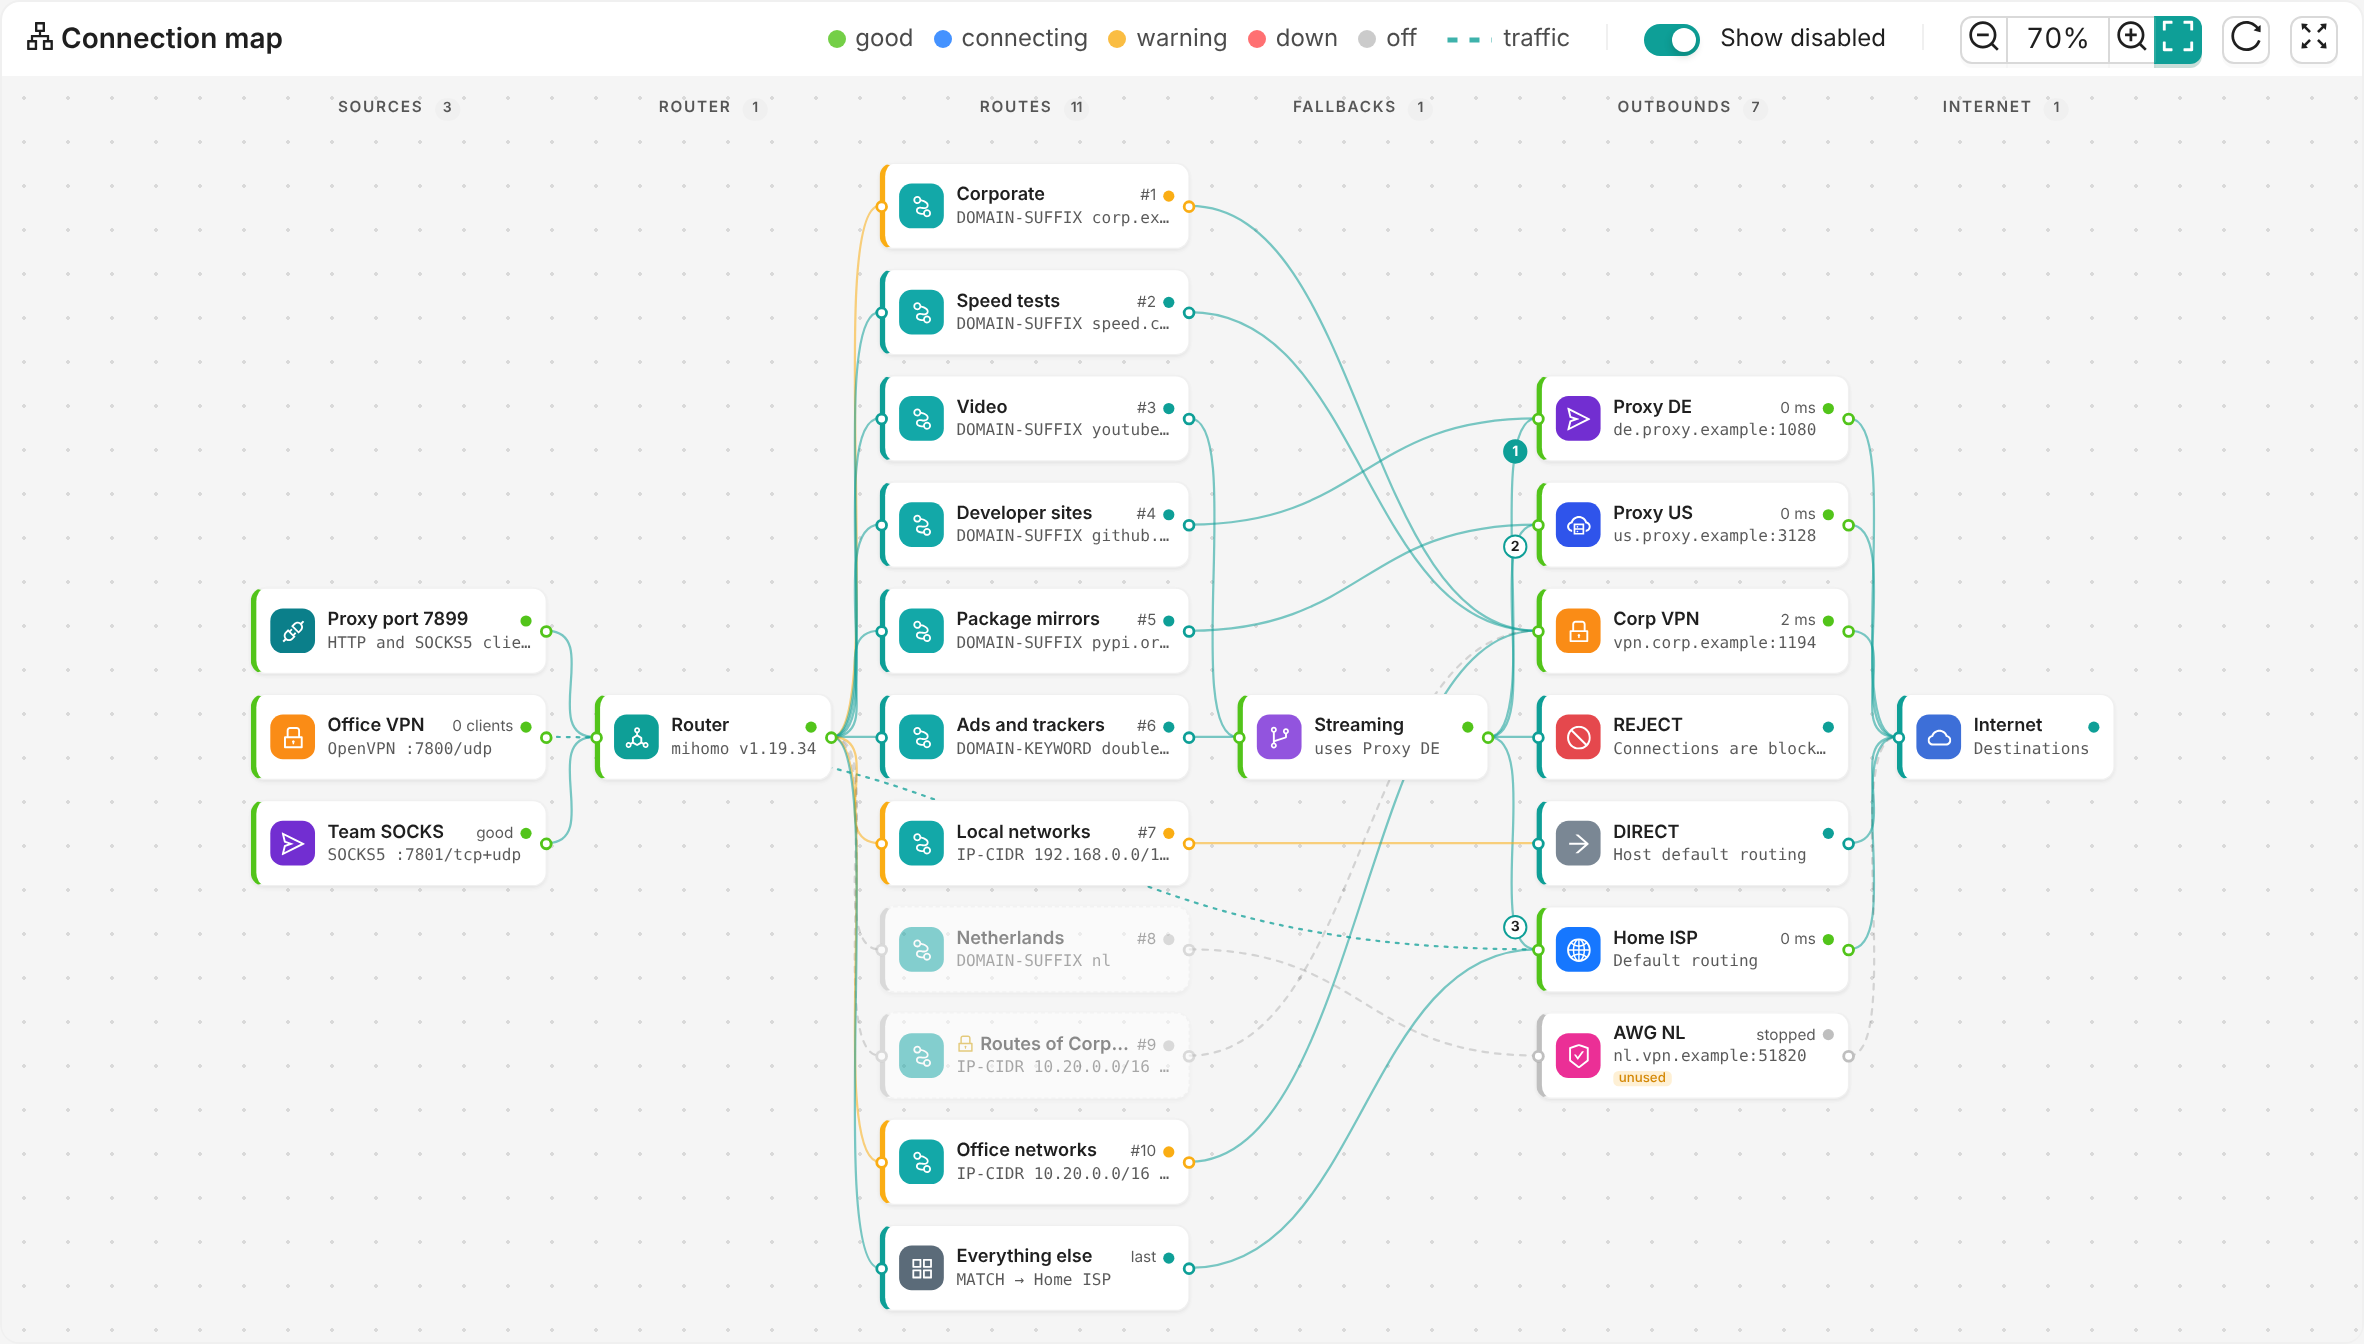 Connection map
good
connecting
warning
down
off
traffic
Show disabled
70%
SOURCES 3
ROUTER 1
ROUTES 11
FALLBACKS 1
OUTBOUNDS 7
INTERNET 1
Proxy port 7899
HTTP and SOCKS5 clie…
Office VPN 0 clients
OpenVPN :7800/udp
Team SOCKS good
SOCKS5 :7801/tcp+udp
Router
mihomo v1.19.34
Corporate #1
DOMAIN-SUFFIX corp.ex…
Speed tests #2
DOMAIN-SUFFIX speed.c…
Video #3
DOMAIN-SUFFIX youtube…
Developer sites #4
DOMAIN-SUFFIX github.…
Package mirrors #5
DOMAIN-SUFFIX pypi.or…
Ads and trackers #6
DOMAIN-KEYWORD double…
Local networks #7
IP-CIDR 192.168.0.0/1…
Netherlands #8
DOMAIN-SUFFIX nl
Routes of Corp… #9
IP-CIDR 10.20.0.0/16 …
Office networks #10
IP-CIDR 10.20.0.0/16 …
Everything else last
MATCH → Home ISP
Streaming
uses Proxy DE
1
2
3
Proxy DE 0 ms
de.proxy.example:1080
Proxy US 0 ms
us.proxy.example:3128
Corp VPN 2 ms
vpn.corp.example:1194
REJECT
Connections are block…
DIRECT
Host default routing
Home ISP 0 ms
Default routing
AWG NL stopped
nl.vpn.example:51820
unused
Internet
Destinations